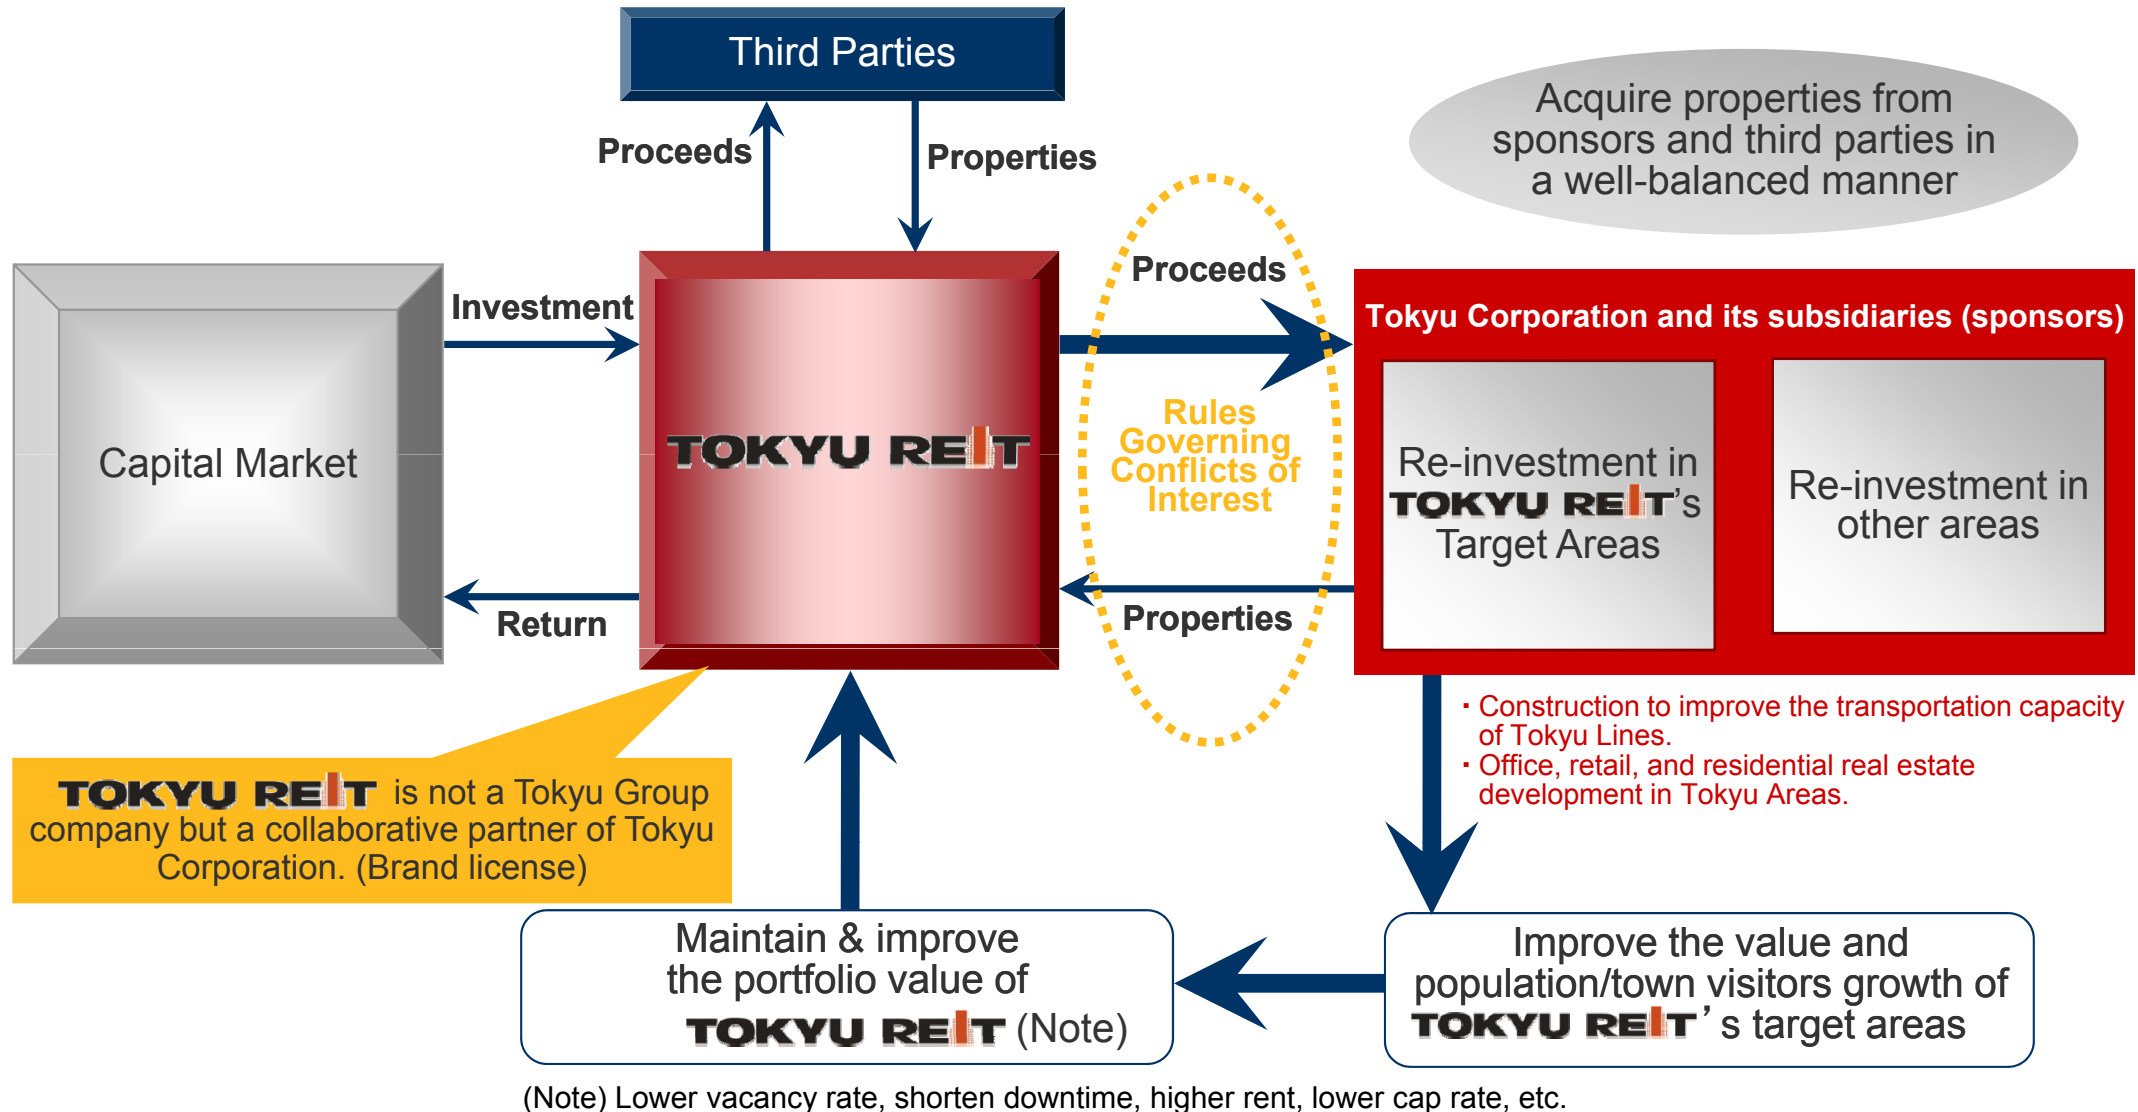 Third Parties
Acquire properties from
sponsors and third parties in
a well-balanced manner
Proceeds
Properties
Proceeds
Investment
Tokyu Corporation and its subsidiaries (sponsors)
Capital Market
TOKYU REIT
Rules
Governing
Conflicts of
Interest
Re-investment in
TOKYU REIT's
Target Areas
Re-investment in
other areas
Return
Properties
・Construction to improve the transportation capacity
of Tokyu Lines.
・Office, retail, and residential real estate
development in Tokyu Areas.
TOKYU REIT is not a Tokyu Group
company but a collaborative partner of Tokyu
Corporation. (Brand license)
Maintain & improve
the portfolio value of
TOKYU REIT (Note)
Improve the value and
population/town visitors growth of
TOKYU REIT's target areas
(Note) Lower vacancy rate, shorten downtime, higher rent, lower cap rate, etc.